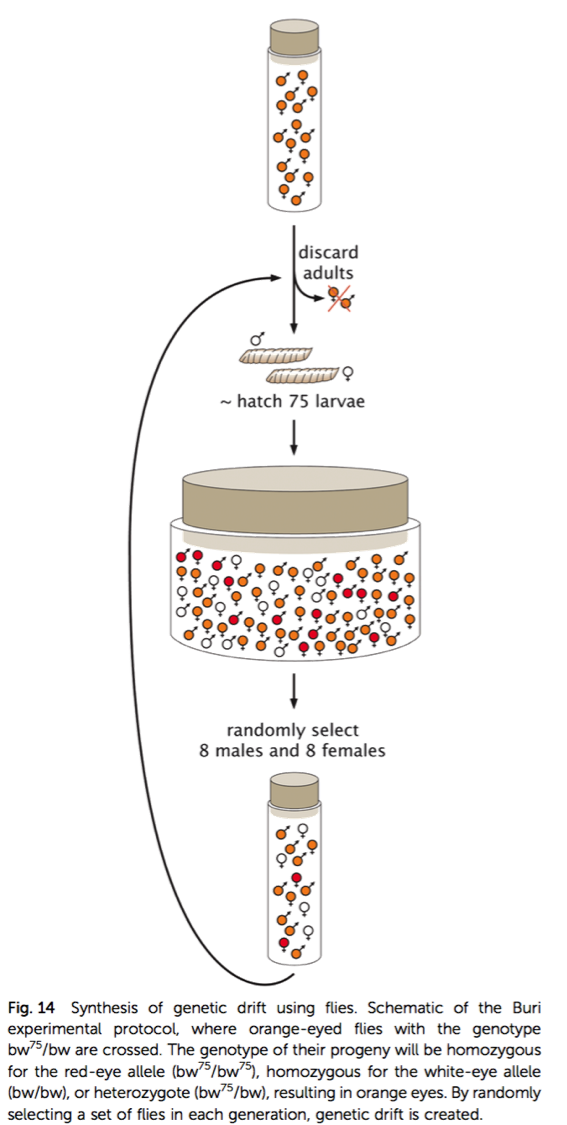 discard
adults
♂
♀
~ hatch 75 larvae
randomly select
8 males and 8 females
Fig. 14 Synthesis of genetic drift using flies. Schematic of the Buri
experimental protocol, where orange-eyed flies with the genotype
bw⁷⁵/bw are crossed. The genotype of their progeny will be homozygous
for the red-eye allele (bw⁷⁵/bw⁷⁵), homozygous for the white-eye allele
(bw/bw), or heterozygote (bw⁷⁵/bw), resulting in orange eyes. By randomly
selecting a set of flies in each generation, genetic drift is created.